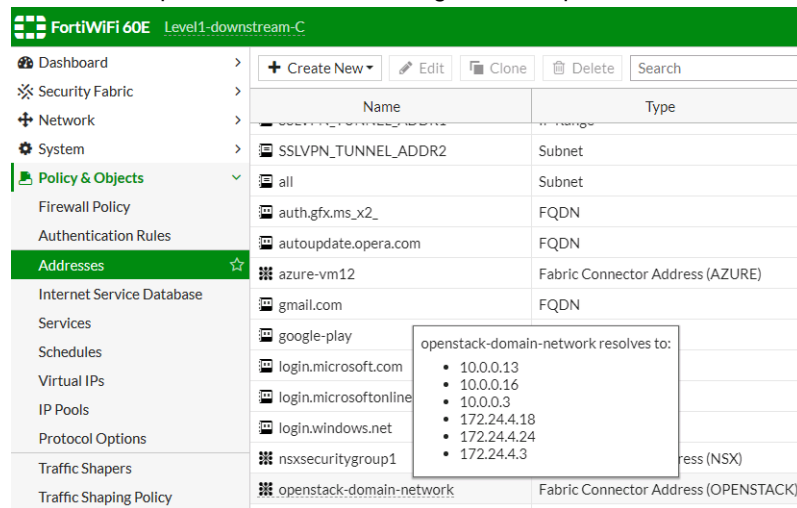 FortiWiFi 60E Level1-downstream-C
Dashboard
Security Fabric
Network
System
Policy & Objects
Firewall Policy
Authentication Rules
Addresses
Internet Service Database
Services
Schedules
Virtual IPs
IP Pools
Protocol Options
Traffic Shapers
Traffic Shaping Policy
+ Create New Edit Clone Delete Search
Name Type
SSLVPN_TUNNEL_ADDR2 Subnet
all Subnet
auth.gfx.ms_x2_ FQDN
autoupdate.opera.com FQDN
azure-vm12 Fabric Connector Address (AZURE)
gmail.com FQDN
google-play
login.microsoft.com
login.microsoftonline
login.windows.net
nsxsecuritygroup1 ress (NSX)
openstack-domain-network Fabric Connector Address (OPENSTACK)
openstack-domain-network resolves to:
• 10.0.0.13
• 10.0.0.16
• 10.0.0.3
• 172.24.4.18
• 172.24.4.24
• 172.24.4.3